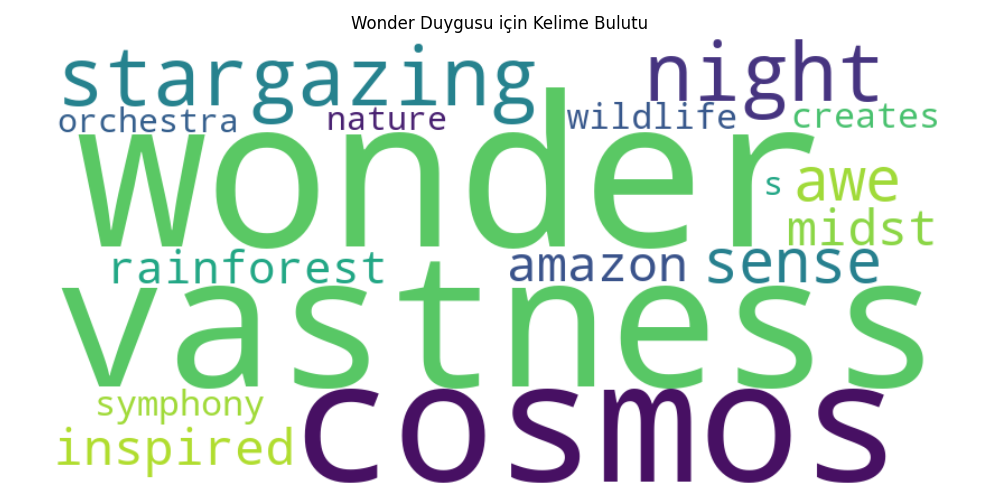 Wonder Duygusu için Kelime Bulutu
stargazing night
orchestra nature wildlife creates
wonder
s awe
midst
rainforest amazon sense
vastness
symphony cosmos
inspired